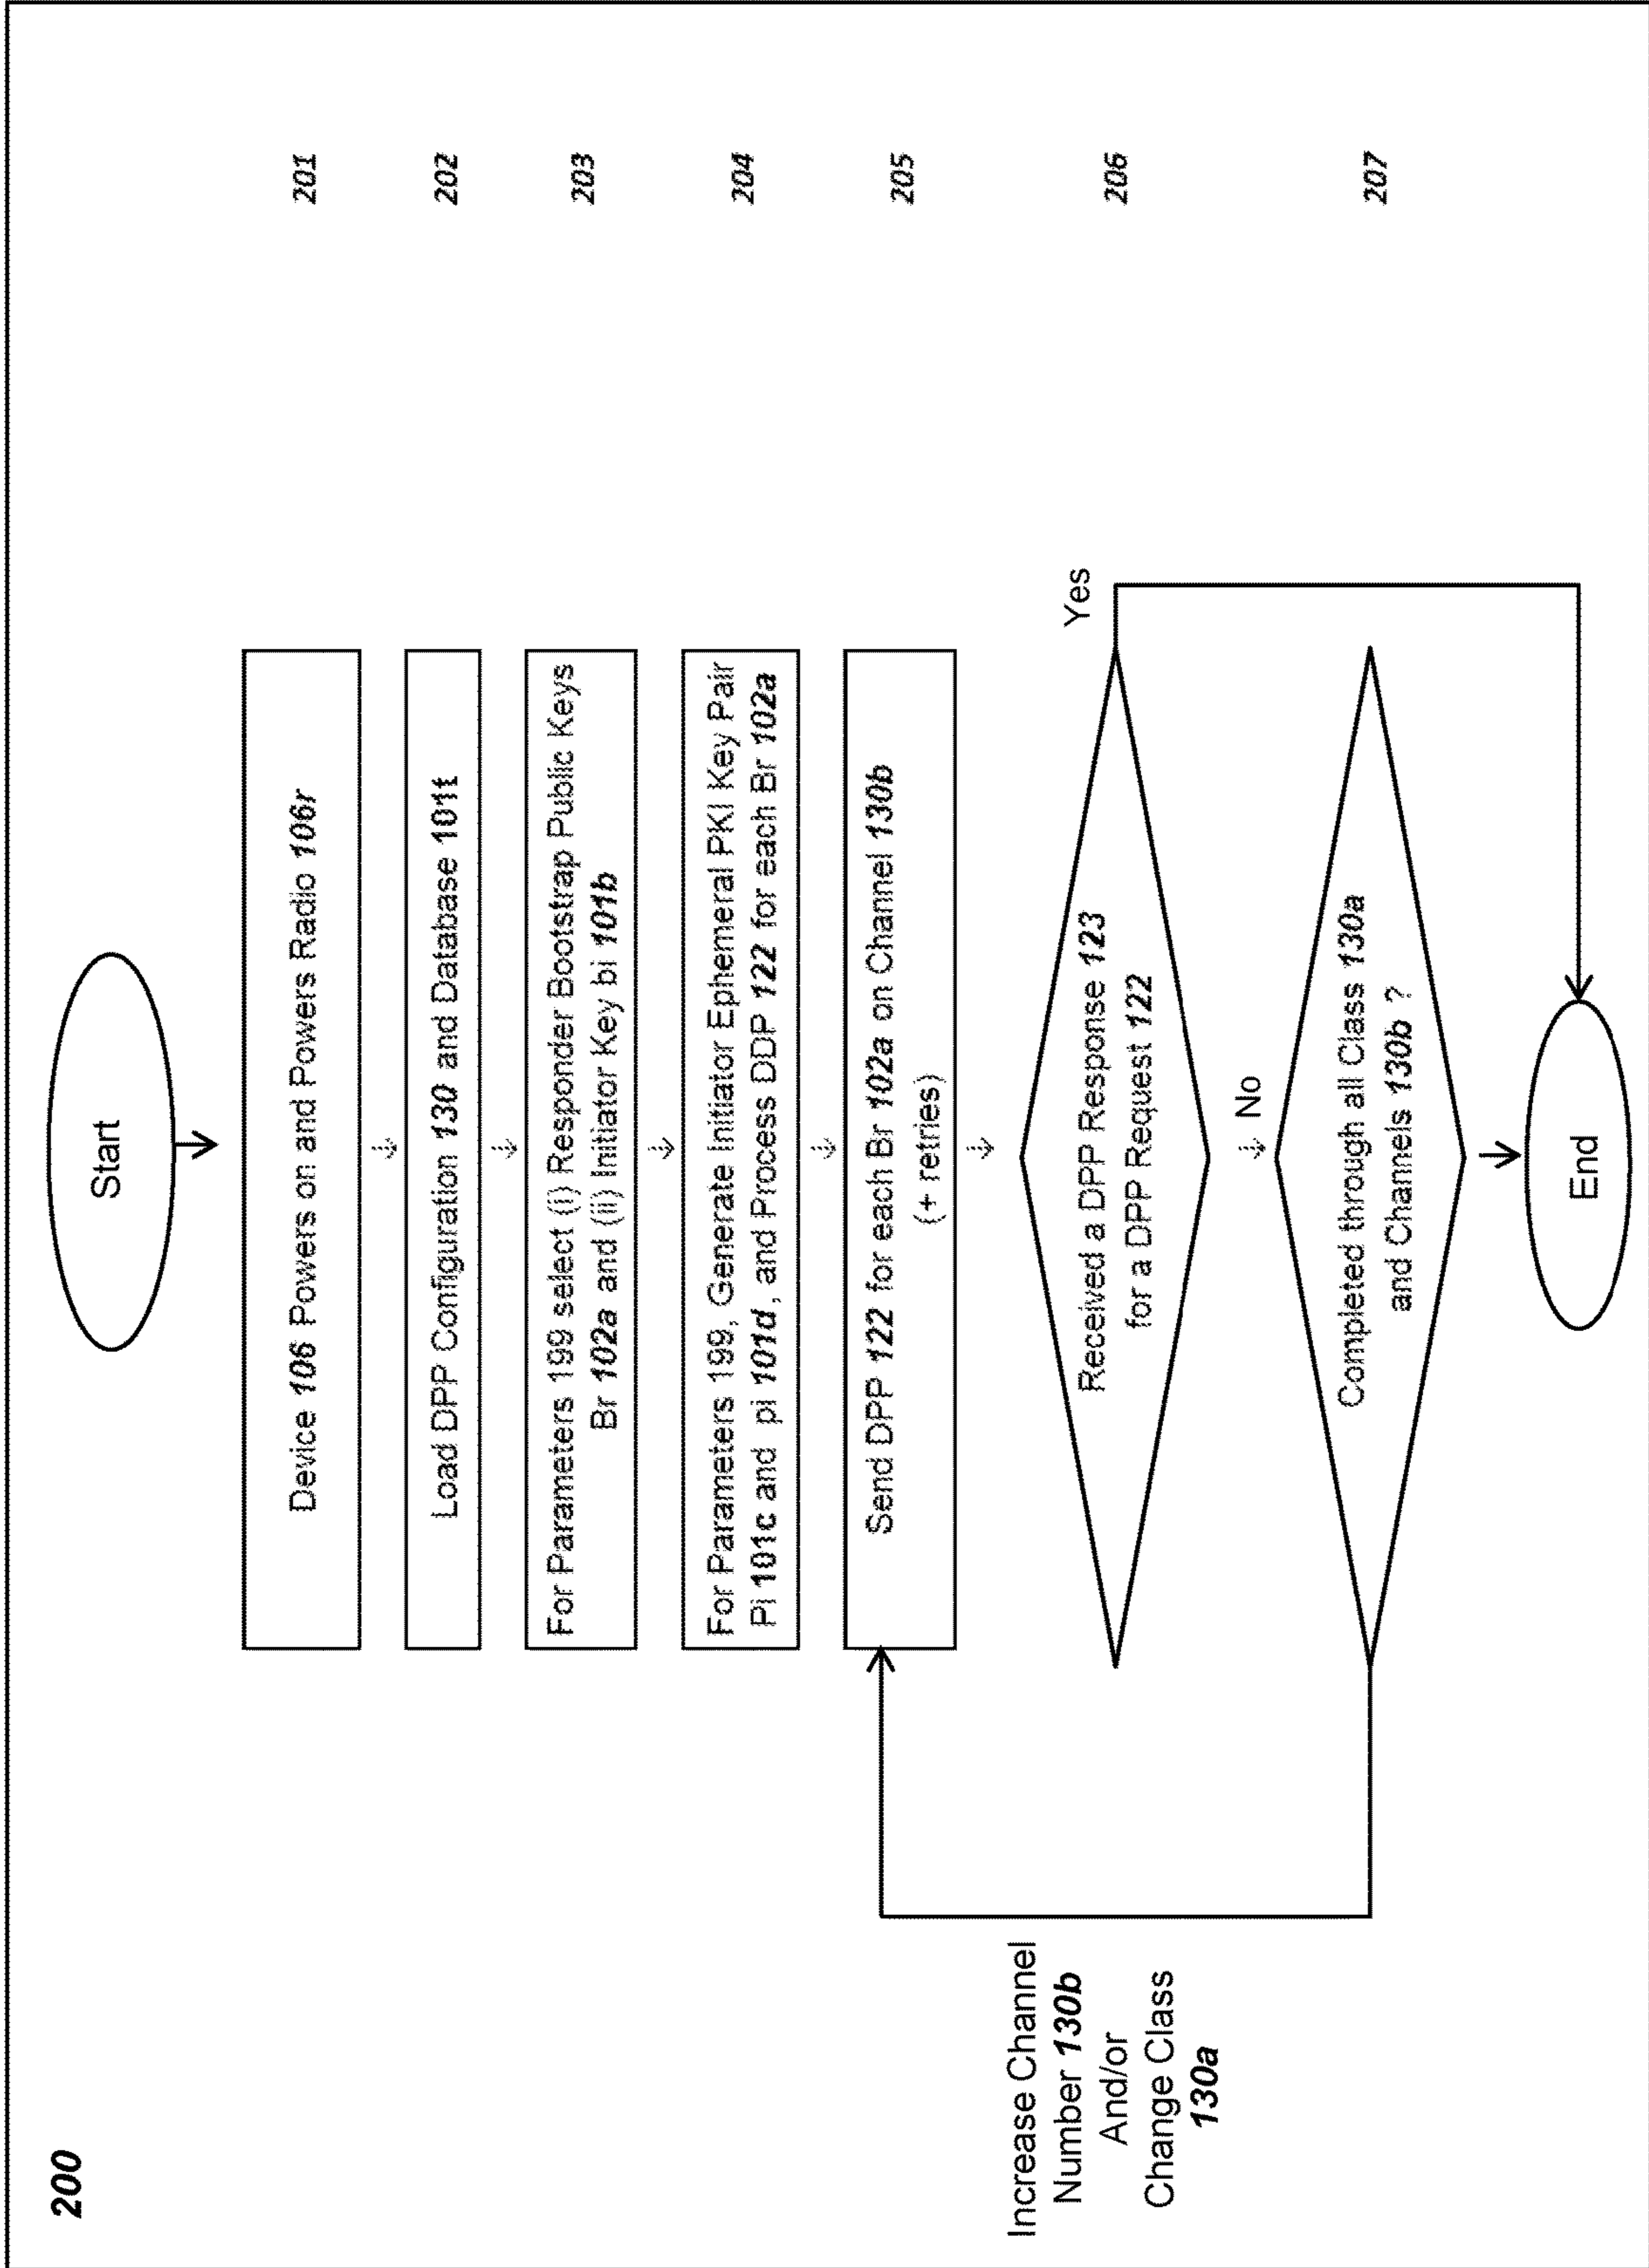 200
Start
Device 106 Powers on and Powers Radio 106r
201
Load DPP Configuration 130 and Database 101t
202
For Parameters 199 select (i) Responder Bootstrap Public Keys
Br 102a and (ii) Initiator Key bi 101b
203
For Parameters 199, Generate Initiator Ephemeral PKI Key Pair
Pi 101c and pi 101d, and Process DDP 122 for each Br 102a
204
Send DPP 122 for each Br 102a on Channel 130b
(+ retries)
205
Received a DPP Response 123
for a DPP Request 122
Yes
206
No
Increase Channel
Number 130b
And/or
Change Class
130a
Completed through all Class 130a
and Channels 130b ?
207
End